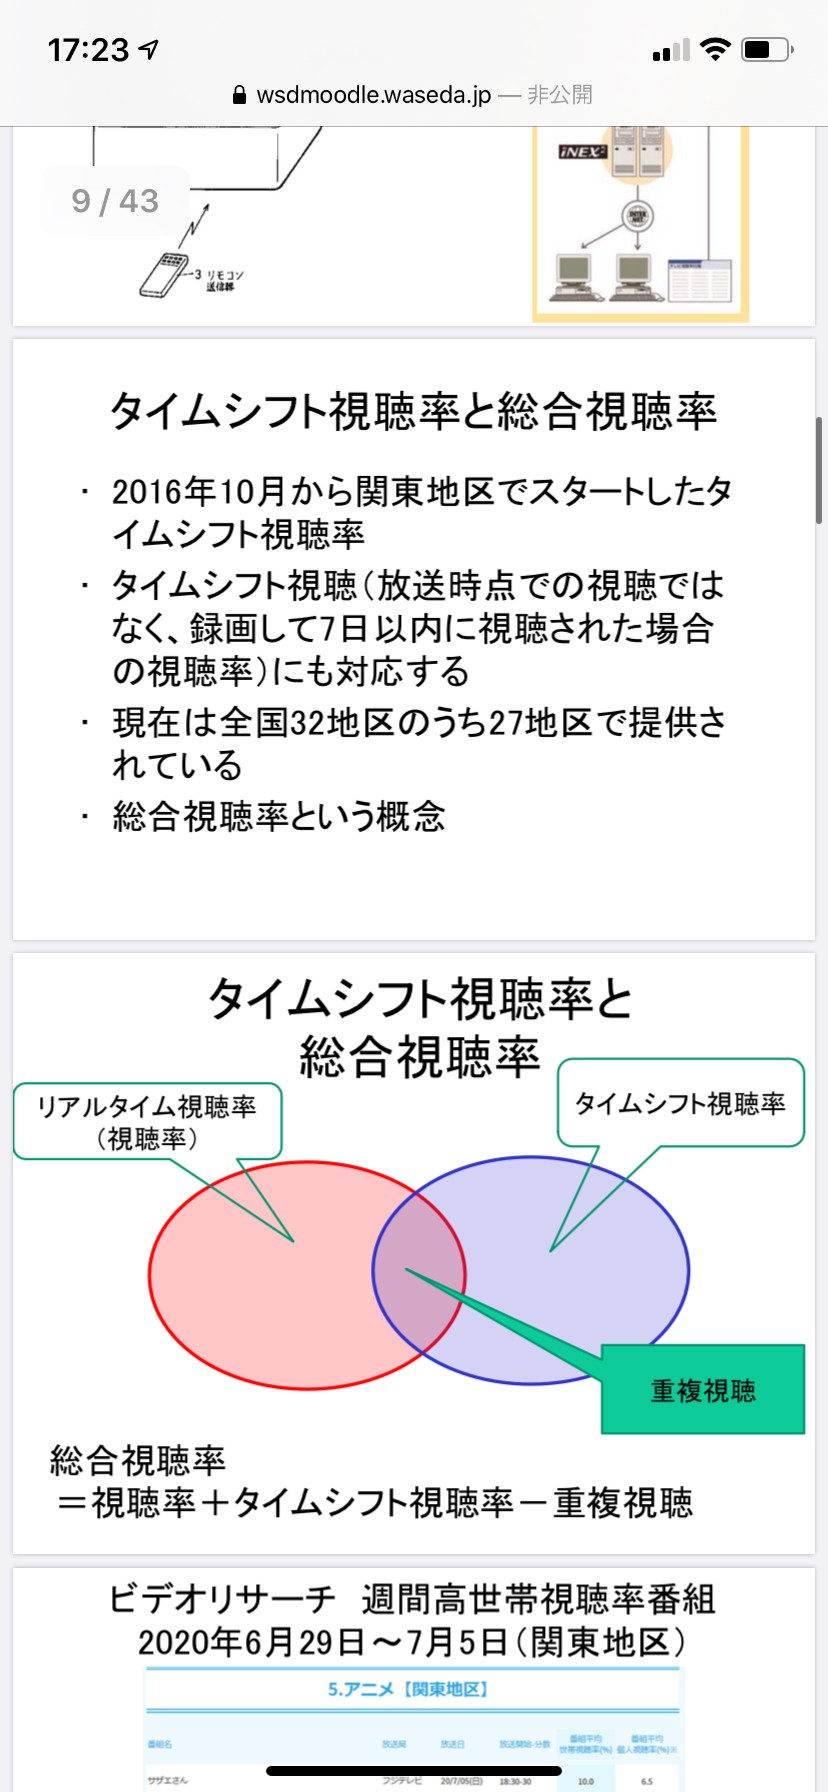 17:23
wsdmoodle.waseda.jp — 非公開
9 / 43
iNEX2
INTER NET
3 リモコン
送信器
タイムシフト視聴率と総合視聴率
・ 2016年10月から関東地区でスタートしたタ
イムシフト視聴率
・ タイムシフト視聴（放送時点での視聴では
なく、録画して7日以内に視聴された場合
の視聴率）にも対応する
・ 現在は全国32地区のうち27地区で提供さ
れている
・ 総合視聴率という概念
タイムシフト視聴率と
総合視聴率
リアルタイム視聴率
（視聴率）
タイムシフト視聴率
重複視聴
総合視聴率
＝視聴率＋タイムシフト視聴率－重複視聴
ビデオリサーチ 週間高世帯視聴率番組
2020年6月29日～7月5日（関東地区）
5.アニメ【関東地区】
番組名 放送局 放送日 放送開始-分数 番組平均 世帯視聴率(%) 番組平均 個人視聴率(%)※
サザエさん フジテレビ 20/7/05(日) 18:30-30 10.0 6.5